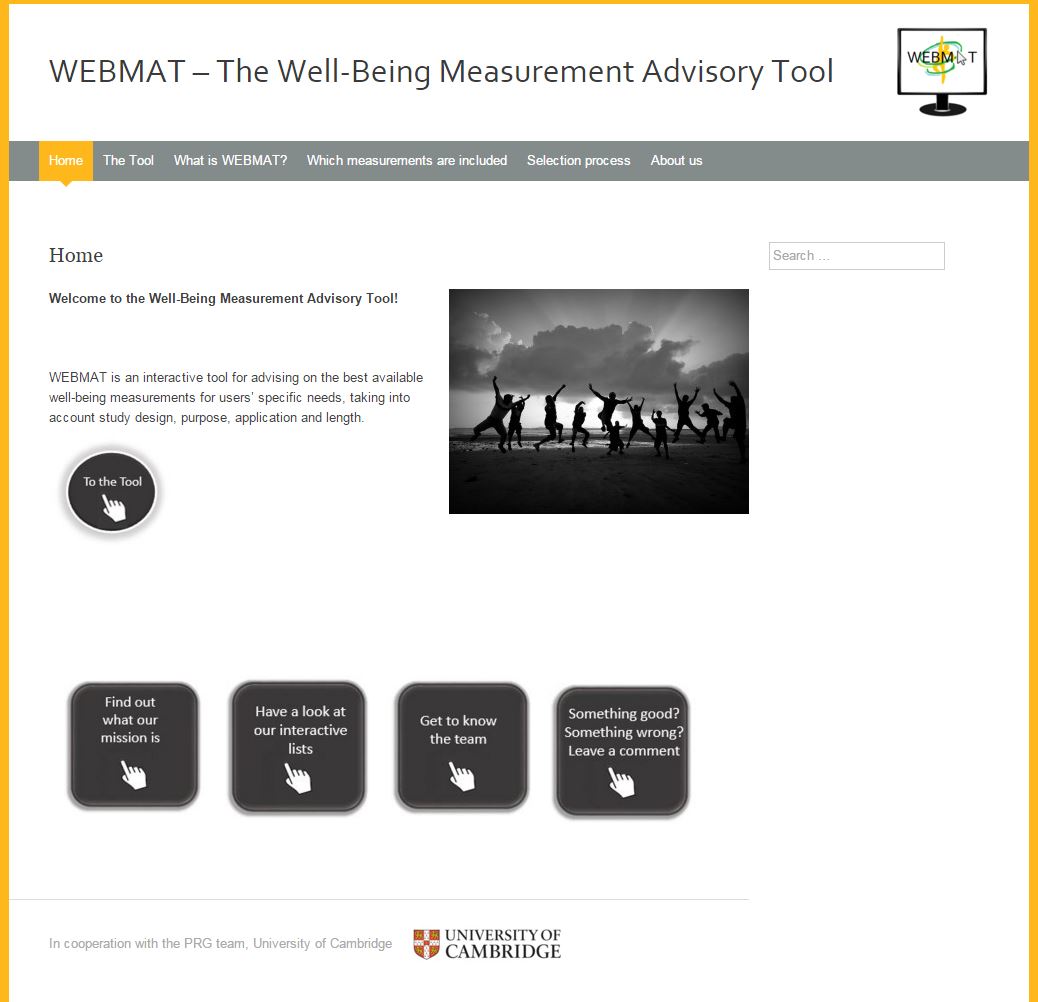 WEBMAT – The Well-Being Measurement Advisory Tool
WEBMAT
Home
The Tool
What is WEBMAT?
Which measurements are included
Selection process
About us
Home
Search …
Welcome to the Well-Being Measurement Advisory Tool!
WEBMAT is an interactive tool for advising on the best available
well-being measurements for users’ specific needs, taking into
account study design, purpose, application and length.
To the Tool
Find out
what our
mission is
Have a look at
our interactive
lists
Get to know
the team
Something good?
Something wrong?
Leave a comment
In cooperation with the PRG team, University of Cambridge
UNIVERSITY OF
CAMBRIDGE